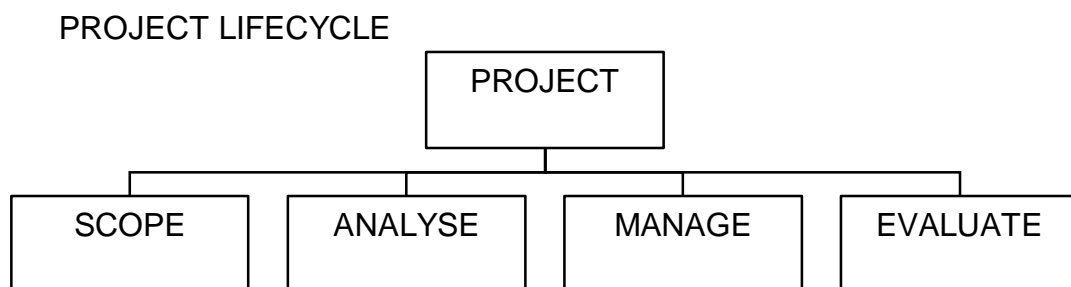 PROJECT LIFECYCLE
PROJECT
SCOPE ANALYSE MANAGE EVALUATE